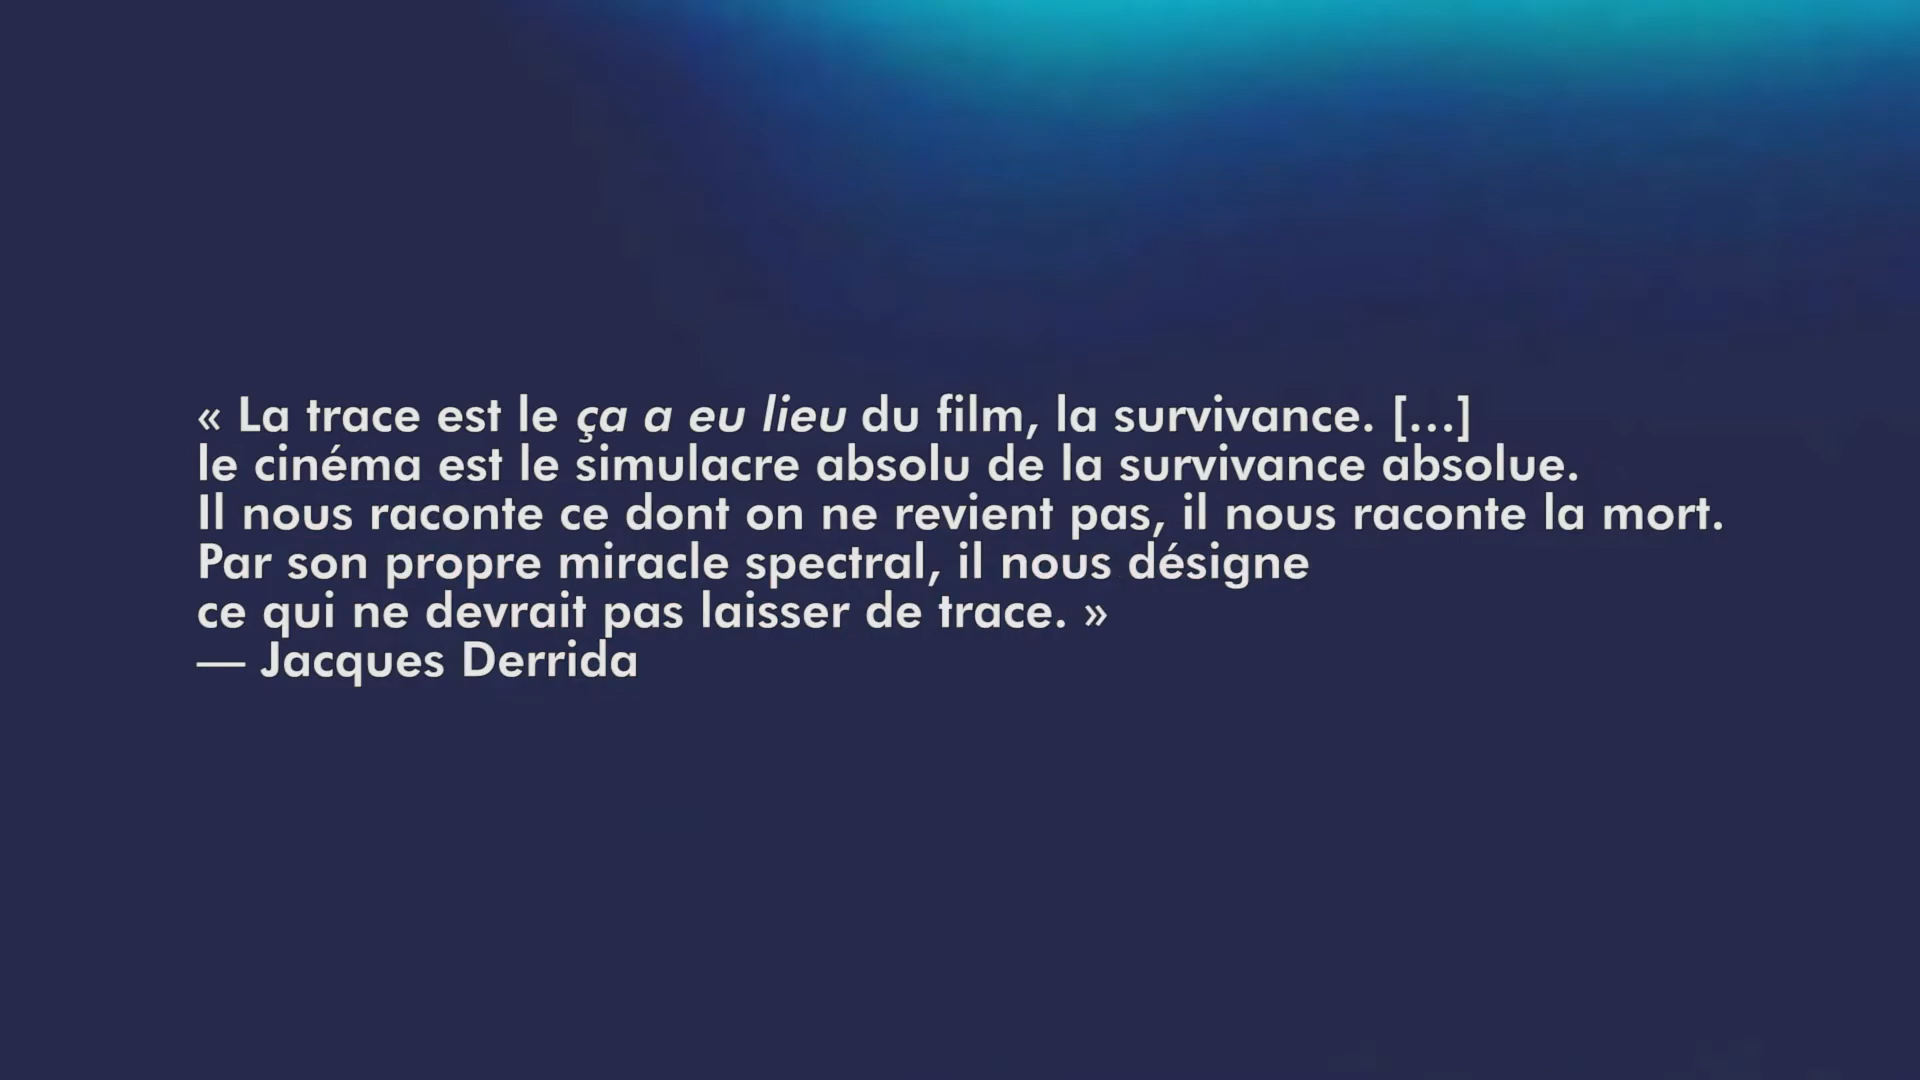 « La trace est le ça a eu lieu du film, la survivance. […]
le cinéma est le simulacre absolu de la survivance absolue.
Il nous raconte ce dont on ne revient pas, il nous raconte la mort.
Par son propre miracle spectral, il nous désigne
ce qui ne devrait pas laisser de trace. »
— Jacques Derrida